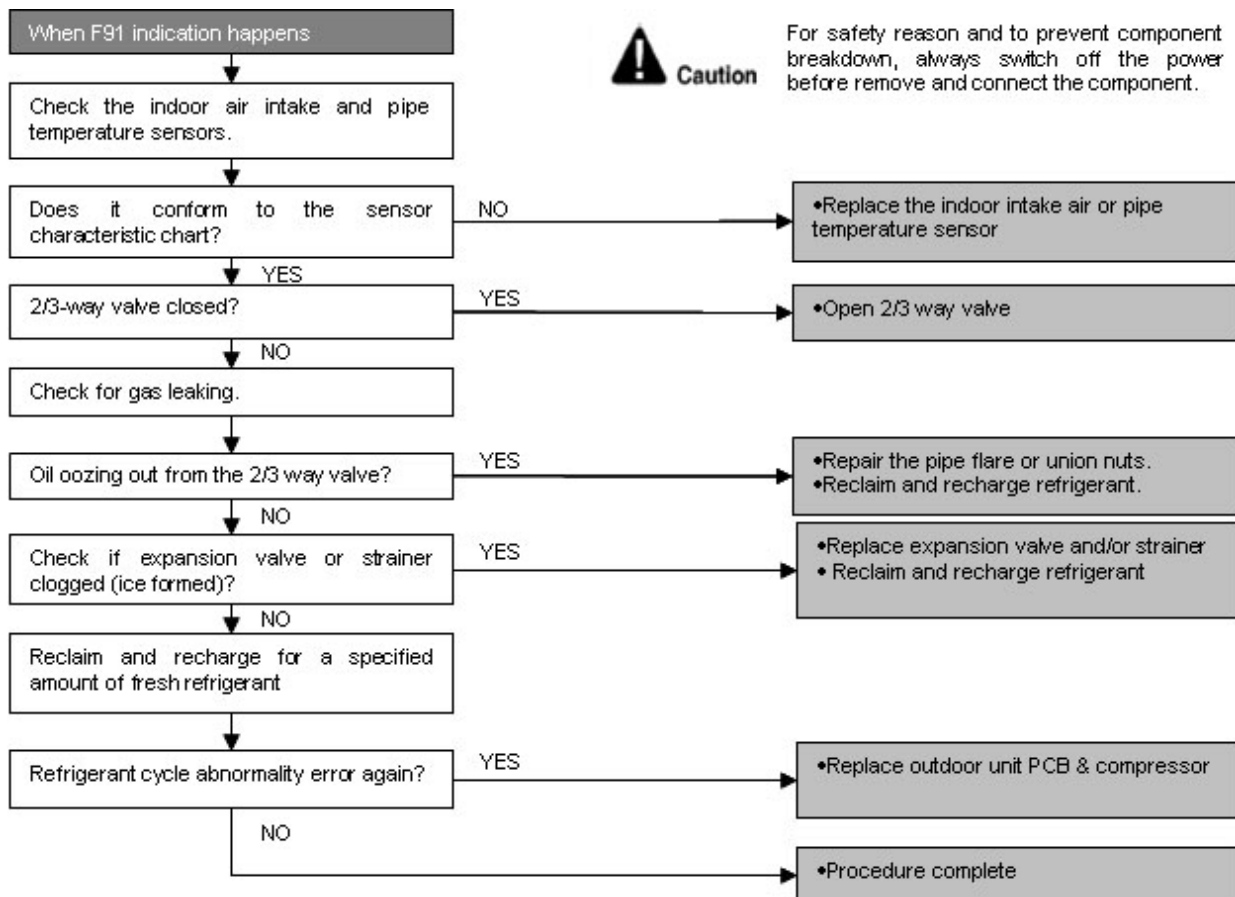 When F91 indication happens
Caution
For safety reason and to prevent component
breakdown, always switch off the power
before remove and connect the component.
Check the indoor air intake and pipe
temperature sensors.
Does it conform to the sensor
characteristic chart?
NO
•Replace the indoor intake air or pipe
temperature sensor
YES
2/3-way valve closed?
YES
•Open 2/3 way valve
NO
Check for gas leaking.
Oil oozing out from the 2/3 way valve?
YES
•Repair the pipe flare or union nuts.
•Reclaim and recharge refrigerant.
NO
Check if expansion valve or strainer
clogged (ice formed)?
YES
•Replace expansion valve and/or strainer
• Reclaim and recharge refrigerant
NO
Reclaim and recharge for a specified
amount of fresh refrigerant
Refrigerant cycle abnormality error again?
YES
•Replace outdoor unit PCB & compressor
NO
•Procedure complete